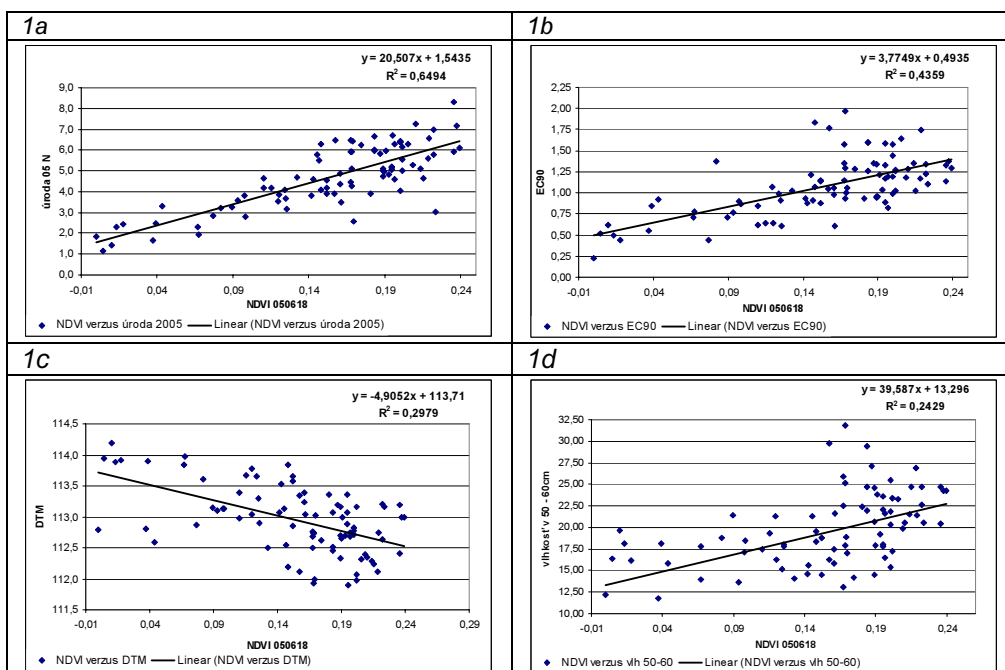 1a
1b
y = 20,507x + 1,5435
R² = 0,6494
úroda 05 N
9,0
8,0
7,0
6,0
5,0
4,0
3,0
2,0
1,0
0,0
-0,01 0,04 0,09 0,14 0,19 0,24
NDVI 050618
NDVI verzus úroda 2005 Linear (NDVI verzus úroda 2005)
y = 3,7749x + 0,4935
R² = 0,4359
EC90
2,25
2,00
1,75
1,50
1,25
1,00
0,75
0,50
0,25
0,00
-0,01 0,04 0,09 0,14 0,19 0,24
NDVI 050618
NDVI verzus EC90 Linear (NDVI verzus EC90)
1c
1d
y = -4,9052x + 113,71
R² = 0,2979
DTM
114,5
114,0
113,5
113,0
112,5
112,0
111,5
-0,01 0,04 0,09 0,14 0,19 0,24
NDVI 050618
NDVI verzus DTM Linear (NDVI verzus DTM)
y = 39,587x + 13,296
R² = 0,2429
vlhkosť v 50 - 60cm
32,50
30,00
27,50
25,00
22,50
20,00
17,50
15,00
12,50
10,00
-0,01 0,04 0,09 0,14 0,19 0,24
NDVI 050618
NDVI verzus vlh 50-60 Linear (NDVI verzus vlh 50-60)